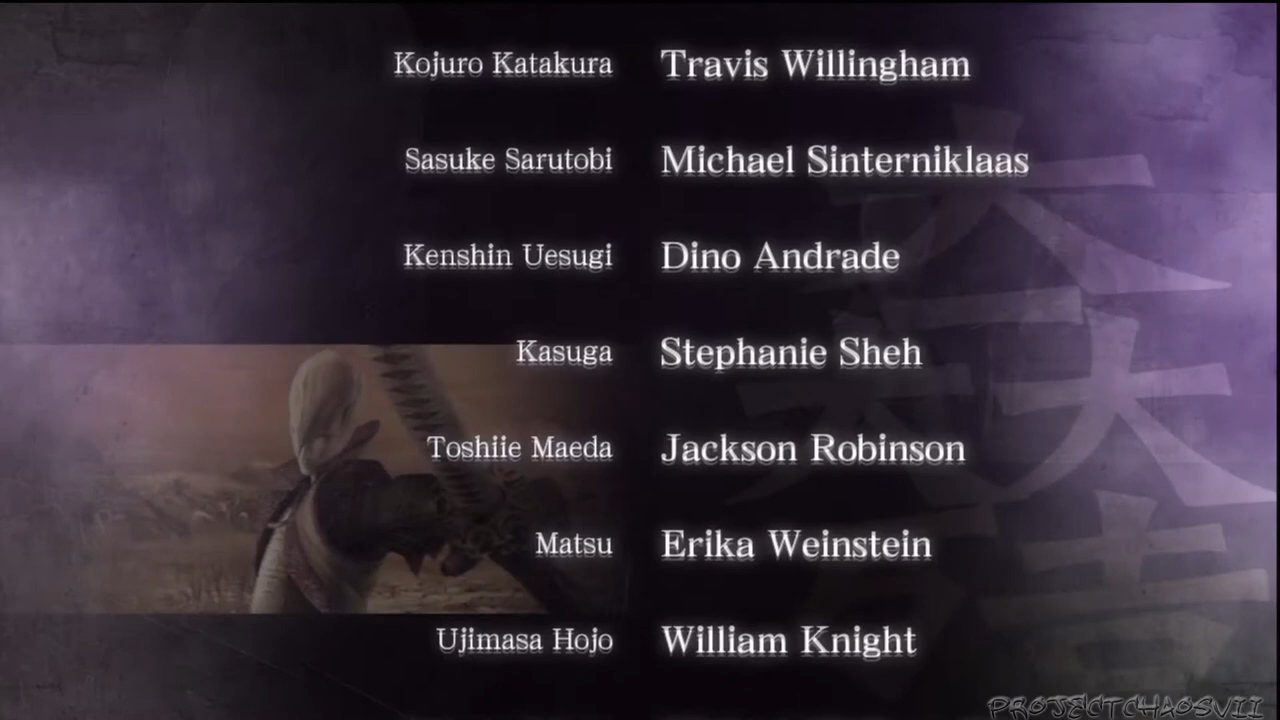 Kojuro Katakura Travis Willingham
Sasuke Sarutobi Michael Sinterniklaas
Kenshin Uesugi Dino Andrade
Kasuga Stephanie Sheh
Toshiie Maeda Jackson Robinson
Matsu Erika Weinstein
Ujimasa Hojo William Knight
PROJECTCHAOSVII